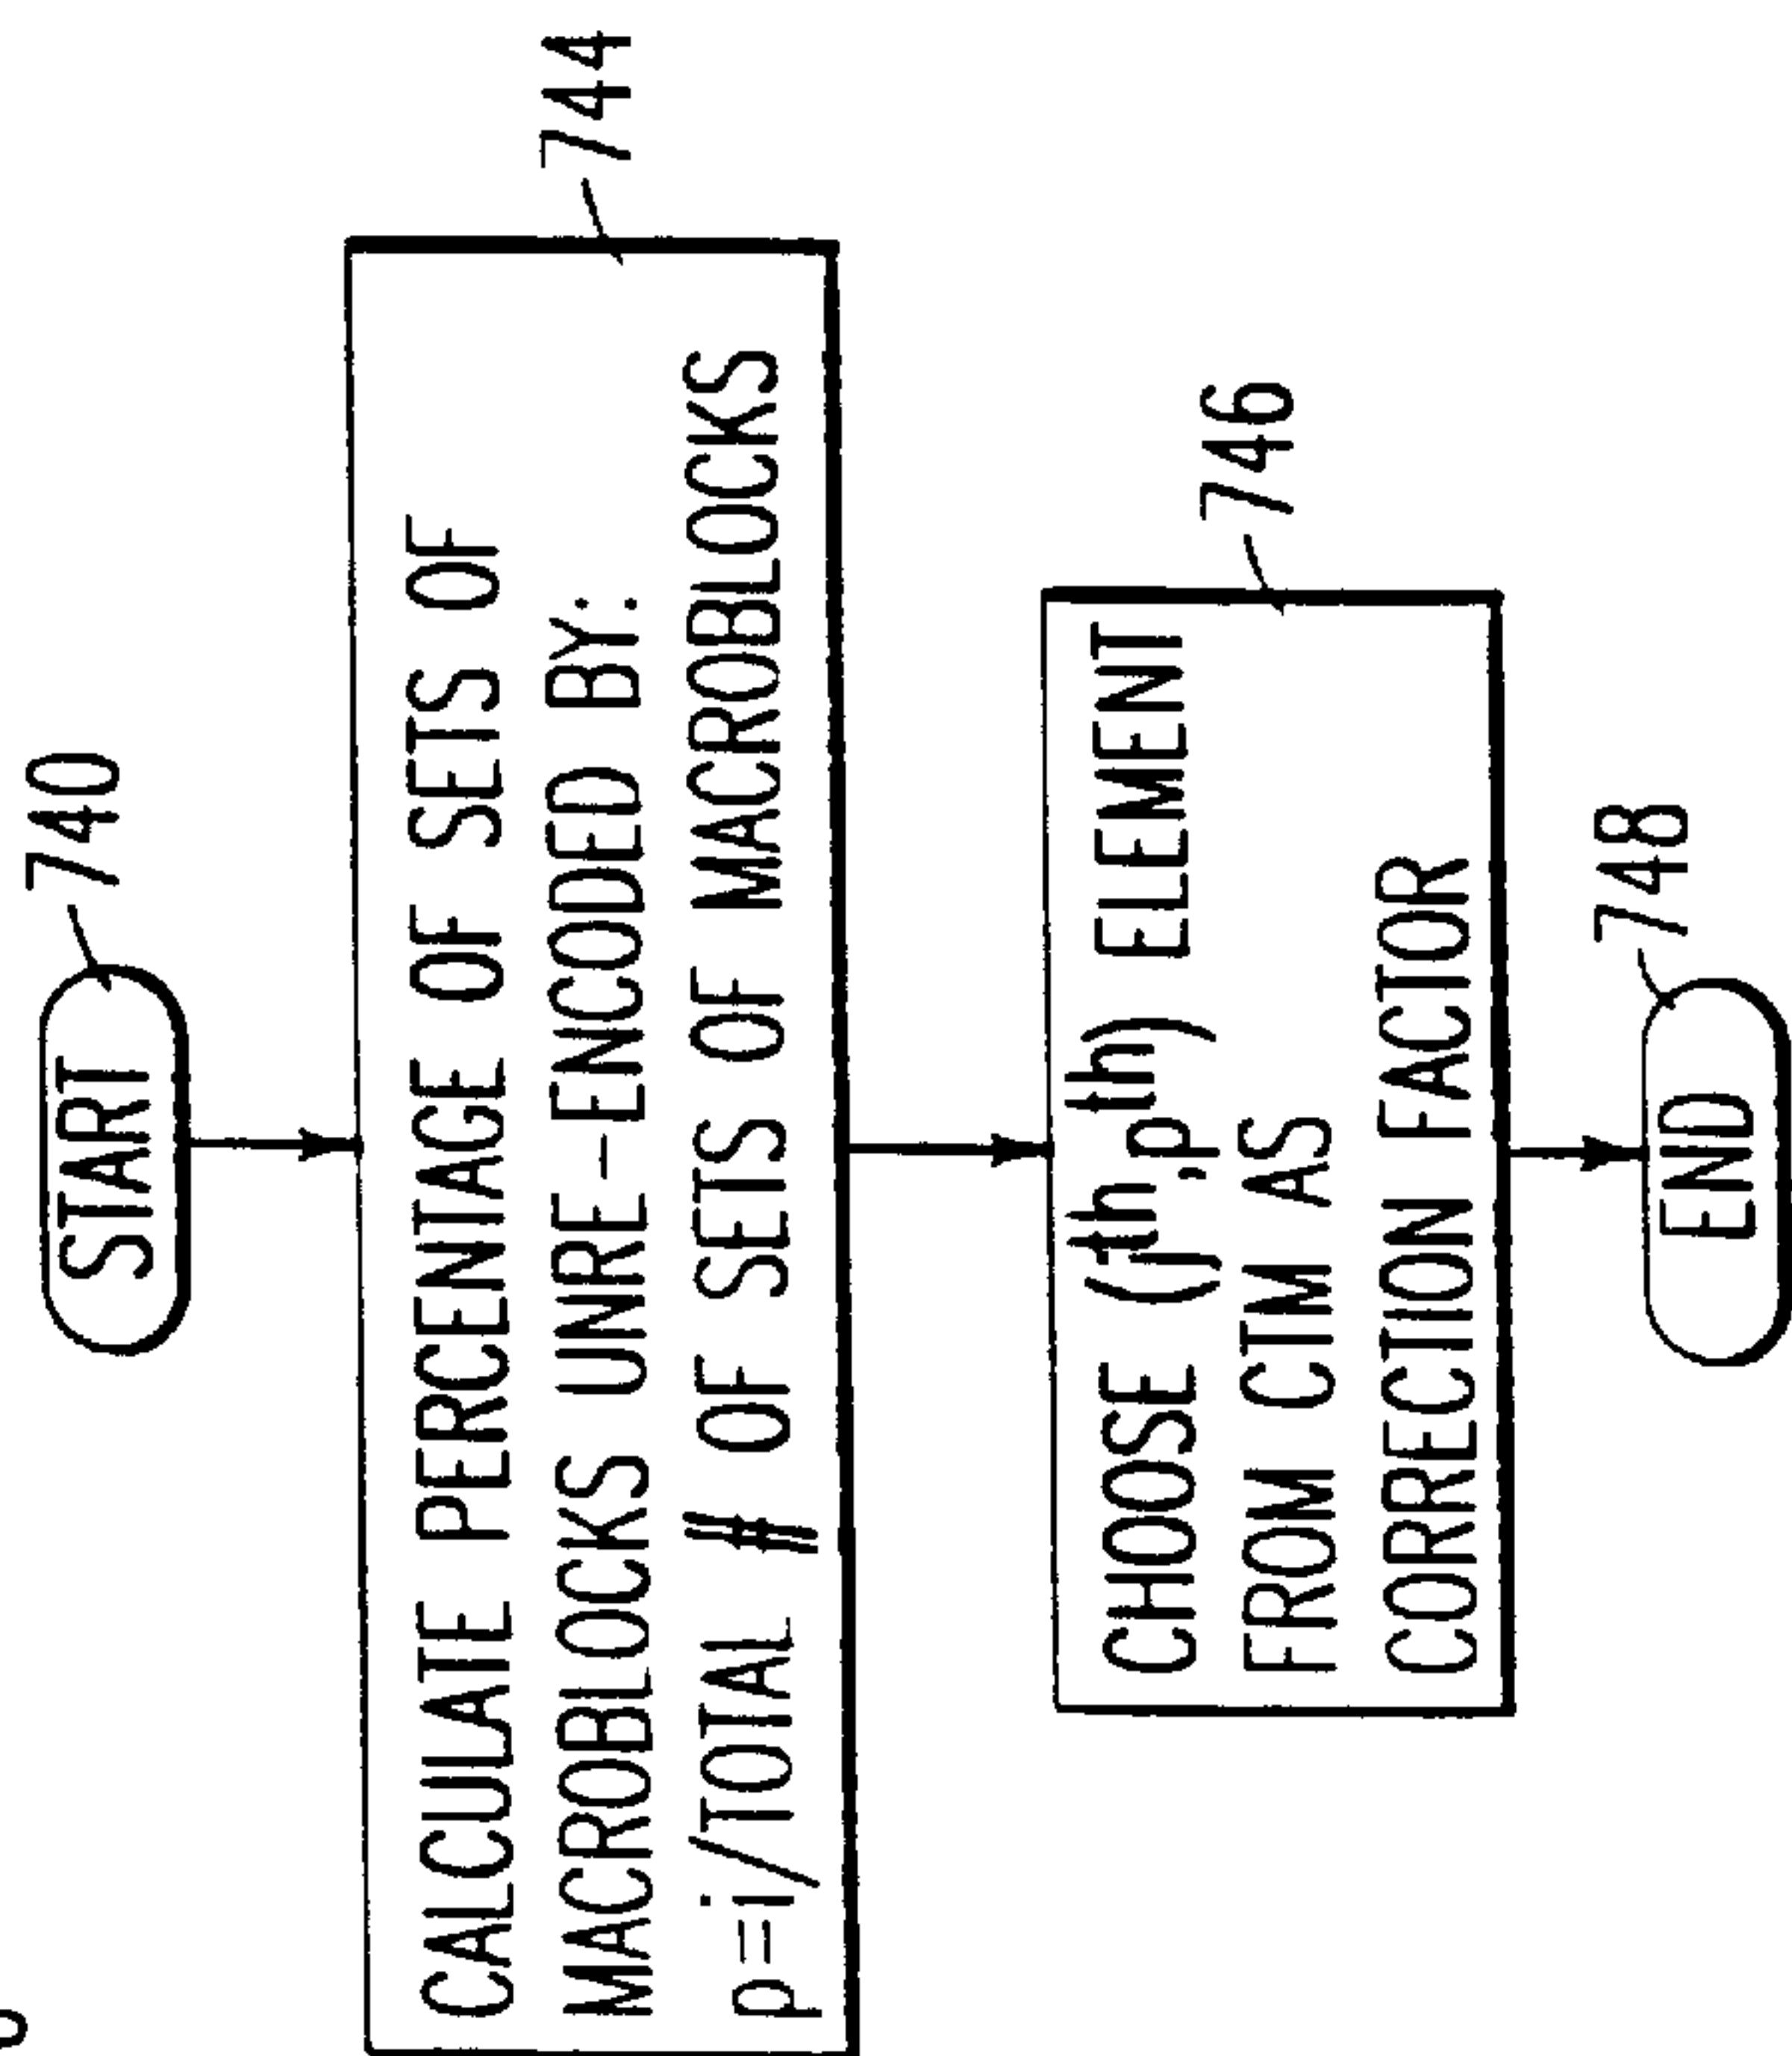 START
740
CALCULATE PERCENTAGE OF SETS OF
MACROBLOCKS UNRE-ENCODED BY:
p=i/TOTAL # OF SETS OF MACROBLOCKS
744
CHOOSE (jth,pth) ELEMENT
FROM CTM AS
CORRECTION FACTOR
746
END
748